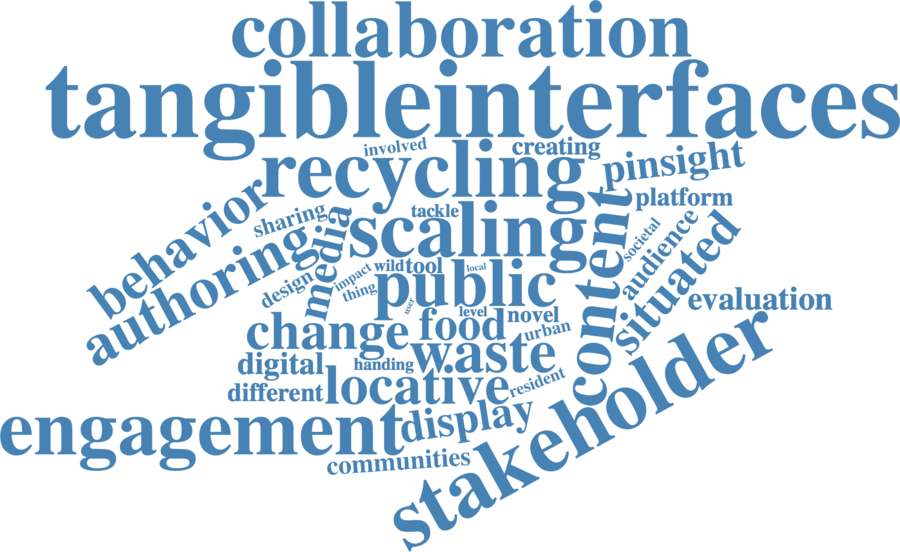 collaboration
tangibleinterfaces
involved
creating
recycling
pinsight
behavior
platform
sharing
tackle
media
scaling
content
societal
audience
situated
authoring
impact
wild
tool
local
design
thing
public
user
evaluation
level
novel
change
food
urban
waste
digital
handing
different
locative
resident
stakeholder
engagement
display
communities